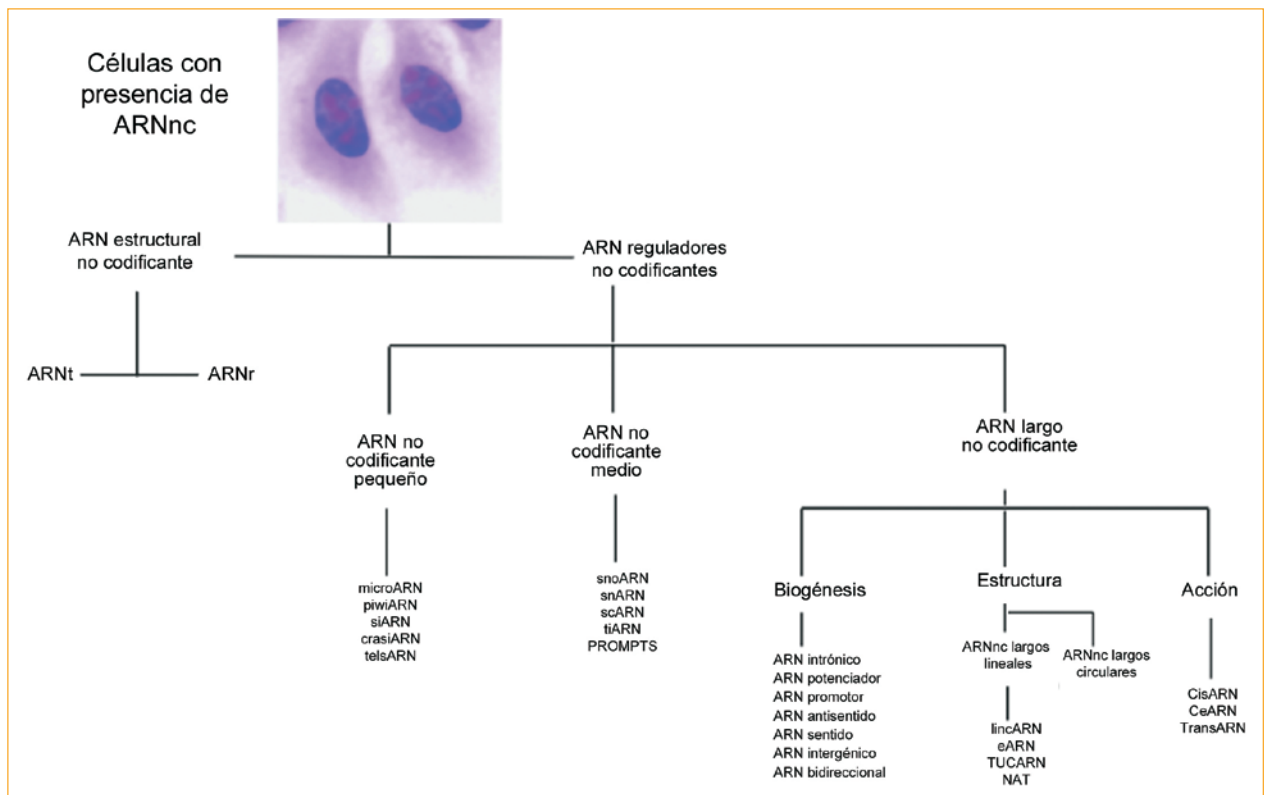 Células con
presencia de
ARNnc
ARN estructural
no codificante
ARN reguladores
no codificantes
ARNt
ARNr
ARN no
codificante
pequeño
ARN no
codificante
medio
ARN largo
no codificante
microARN
piwiARN
siARN
crasiARN
telsARN
snoARN
snARN
scARN
tiARN
PROMPTS
Biogénesis
Estructura
Acción
ARN intrónico
ARN potenciador
ARN promotor
ARN antisentido
ARN sentido
ARN intergénico
ARN bidireccional
ARNnc largos
lineales
ARNnc largos
circulares
lincARN
eARN
TUCARN
NAT
CisARN
CeARN
TransARN